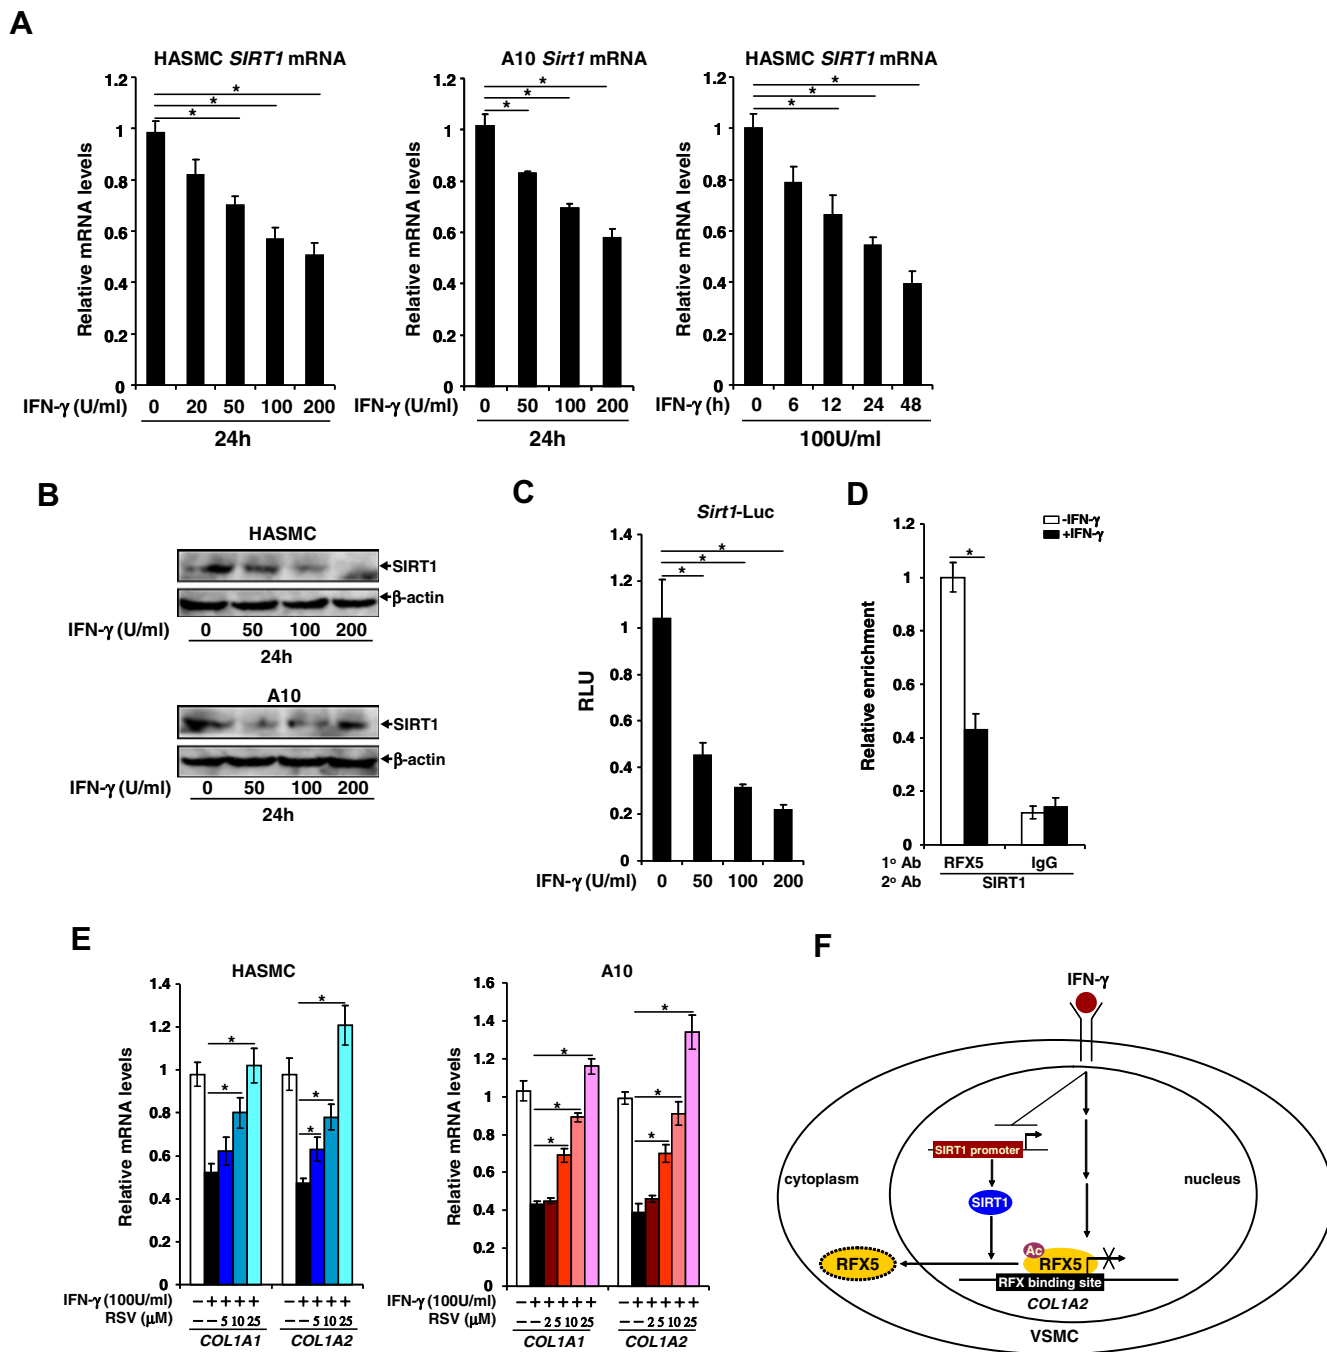 A
HASMC SIRT1 mRNA
Relative mRNA levels
1.2
1
0.8
0.6
0.4
0.2
0
*
*
*
IFN-γ (U/ml) 0 20 50 100 200
24h
A10 Sirt1 mRNA
Relative mRNA levels
1.2
1
0.8
0.6
0.4
0.2
0
*
*
*
IFN-γ (U/ml) 0 50 100 200
24h
HASMC SIRT1 mRNA
Relative mRNA levels
1.2
1
0.8
0.6
0.4
0.2
0
*
*
*
IFN-γ (h) 0 6 12 24 48
100U/ml
B
HASMC
SIRT1
β-actin
IFN-γ (U/ml) 0 50 100 200
24h
A10
SIRT1
β-actin
IFN-γ (U/ml) 0 50 100 200
24h
C
Sirt1-Luc
RLU
1.4
1.2
1
0.8
0.6
0.4
0.2
0
*
*
*
IFN-γ (U/ml) 0 50 100 200
D
-IFN-γ
+IFN-γ
Relative enrichment
1.2
1
0.8
0.6
0.4
0.2
0
*
1º Ab RFX5 IgG
2º Ab SIRT1
E
HASMC
Relative mRNA levels
1.4
1.2
1
0.8
0.6
0.4
0.2
0
*
*
*
*
*
IFN-γ (100U/ml) – + + + + – + + + +
RSV (μM) – – 5 10 25 – – 5 10 25
COL1A1 COL1A2
A10
Relative mRNA levels
1.6
1.4
1.2
1
0.8
0.6
0.4
0.2
0
*
*
*
*
*
*
IFN-γ (100U/ml) – + + + + + – + + + + +
RSV (μM) – – 2 5 10 25 – – 2 5 10 25
COL1A1 COL1A2
F
IFN-γ
SIRT1 promoter
cytoplasm
nucleus
SIRT1
Ac
RFX5
RFX5
RFX binding site
COL1A2
VSMC